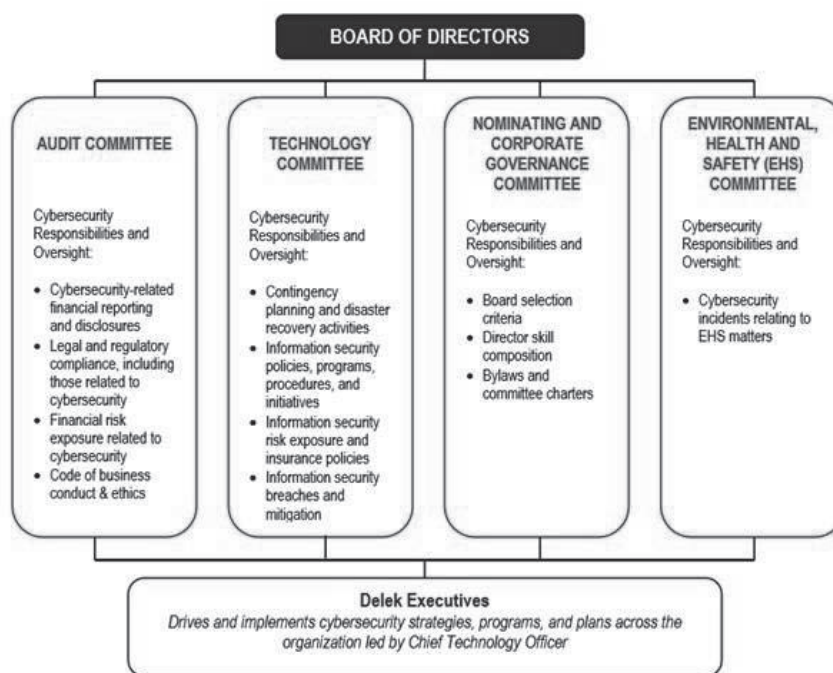 BOARD OF DIRECTORS
AUDIT COMMITTEE
Cybersecurity
Responsibilities and
Oversight:
• Cybersecurity-related
financial reporting
and disclosures
• Legal and regulatory
compliance, including
those related to
cybersecurity
• Financial risk
exposure related to
cybersecurity
• Code of business
conduct & ethics
TECHNOLOGY
COMMITTEE
Cybersecurity
Responsibilities and
Oversight:
• Contingency
planning and disaster
recovery activities
• Information security
policies, programs,
procedures, and
initiatives
• Information security
risk exposure and
insurance policies
• Information security
breaches and
mitigation
NOMINATING AND
CORPORATE
GOVERNANCE
COMMITTEE
Cybersecurity
Responsibilities and
Oversight:
• Board selection
criteria
• Director skill
composition
• Bylaws and
committee charters
ENVIRONMENTAL,
HEALTH AND
SAFETY (EHS)
COMMITTEE
Cybersecurity
Responsibilities and
Oversight:
• Cybersecurity
incidents relating to
EHS matters
Delek Executives
Drives and implements cybersecurity strategies, programs, and plans across the
organization led by Chief Technology Officer